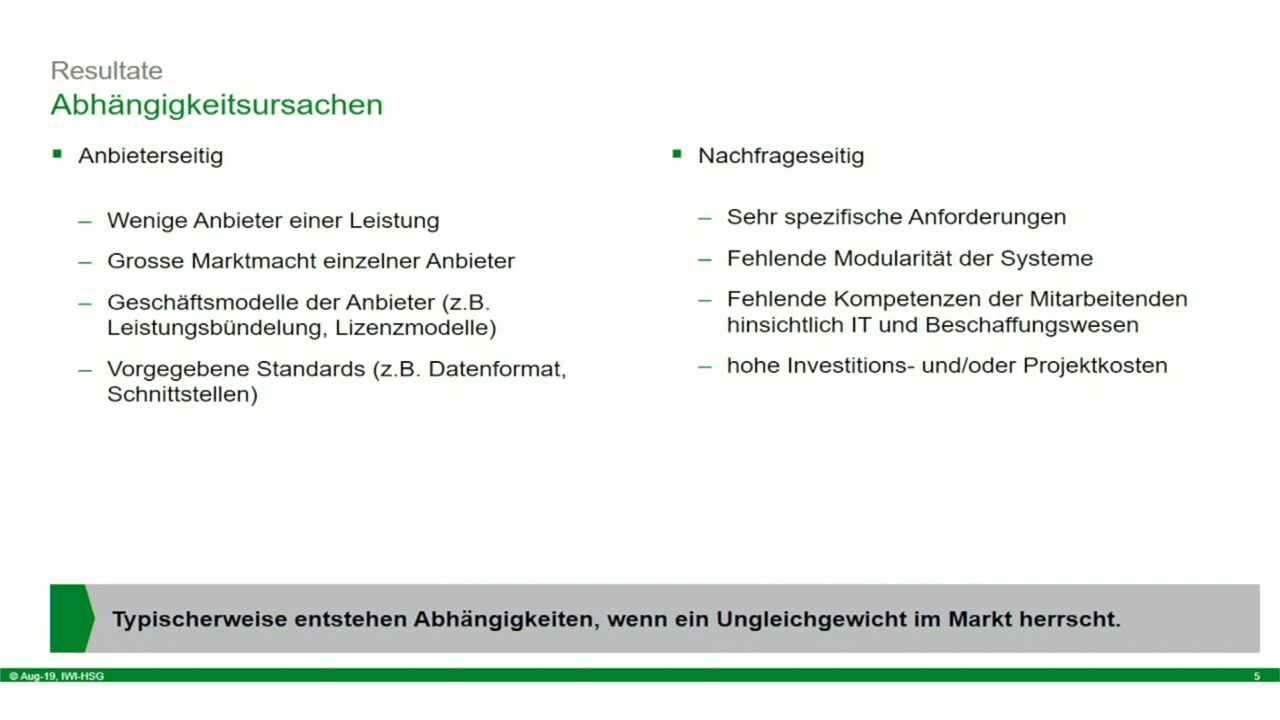 Resultate
Abhängigkeitsursachen
Anbieterseitig
– Wenige Anbieter einer Leistung
– Grosse Marktmacht einzelner Anbieter
– Geschäftsmodelle der Anbieter (z.B.
Leistungsbündelung, Lizenzmodelle)
– Vorgegebene Standards (z.B. Datenformat,
Schnittstellen)
Nachfrageseitig
– Sehr spezifische Anforderungen
– Fehlende Modularität der Systeme
– Fehlende Kompetenzen der Mitarbeitenden
hinsichtlich IT und Beschaffungswesen
– hohe Investitions- und/oder Projektkosten
Typischerweise entstehen Abhängigkeiten, wenn ein Ungleichgewicht im Markt herrscht.
© Aug-19, IWI-HSG
5